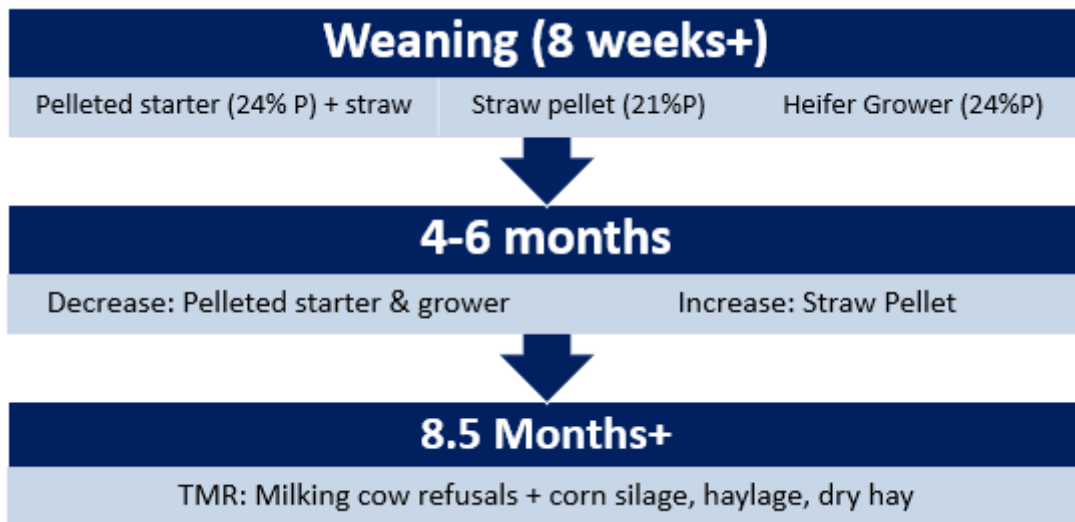 Weaning (8 weeks+)
Pelleted starter (24% P) + straw
Straw pellet (21%P)
Heifer Grower (24%P)
4-6 months
Decrease: Pelleted starter & grower
Increase: Straw Pellet
8.5 Months+
TMR: Milking cow refusals + corn silage, haylage, dry hay